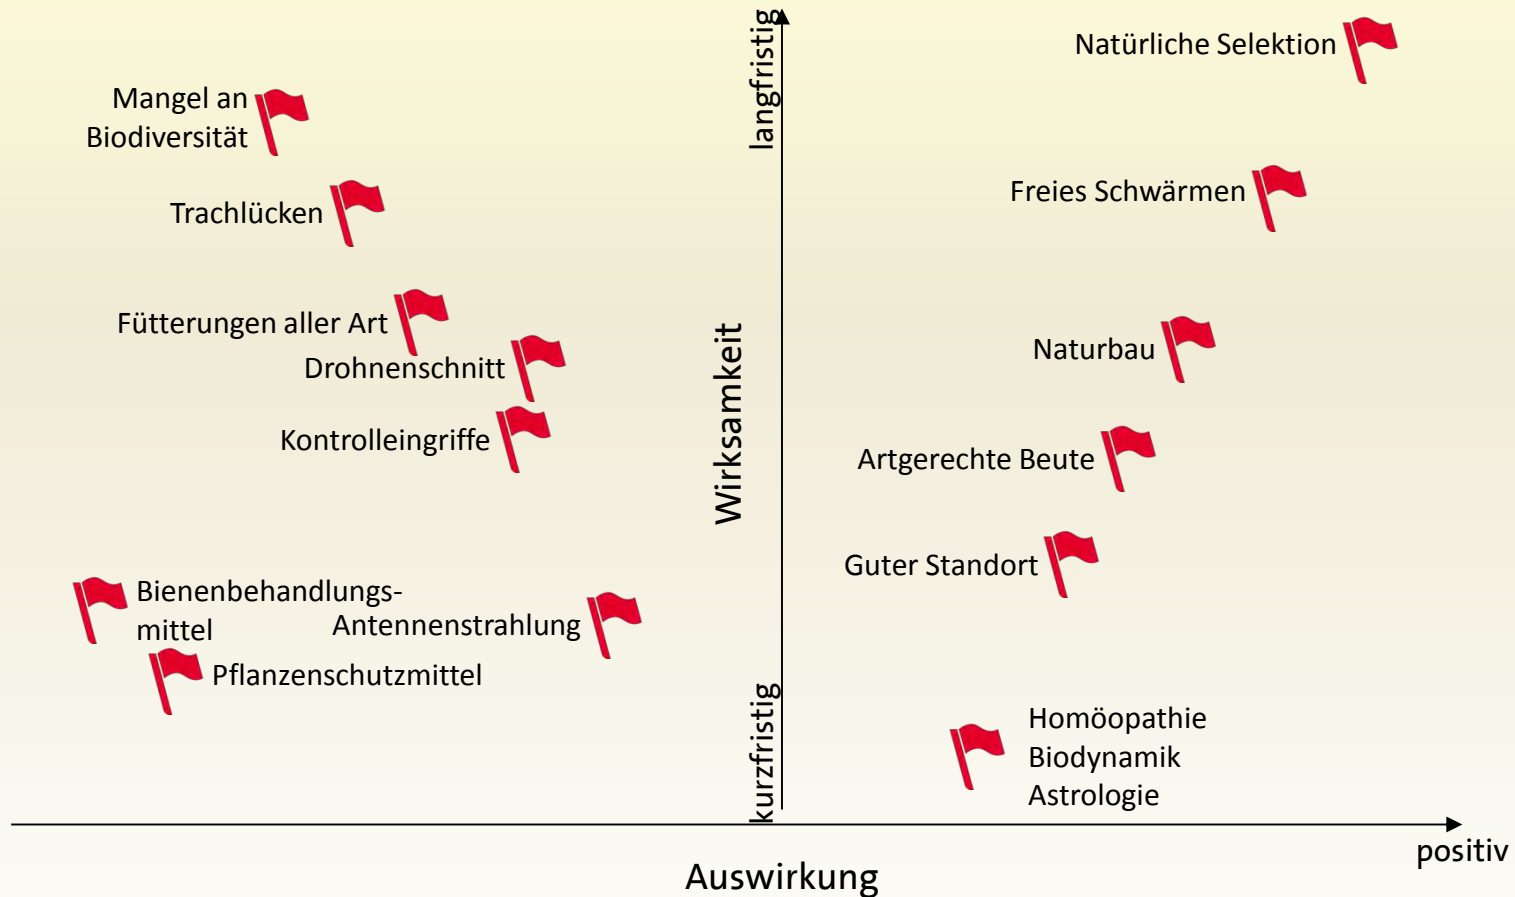 langfristig
Natürliche Selektion
Mangel an
Biodiversität
Trachlücken
Freies Schwärmen
Fütterungen aller Art
Drohnenschnitt
Kontrolleingriffe
Wirksamkeit
Naturbau
Artgerechte Beute
Guter Standort
Bienenbehandlungs-
mittel
Antennenstrahlung
Pflanzenschutzmittel
kurzfristig
Homöopathie
Biodynamik
Astrologie
positiv
Auswirkung